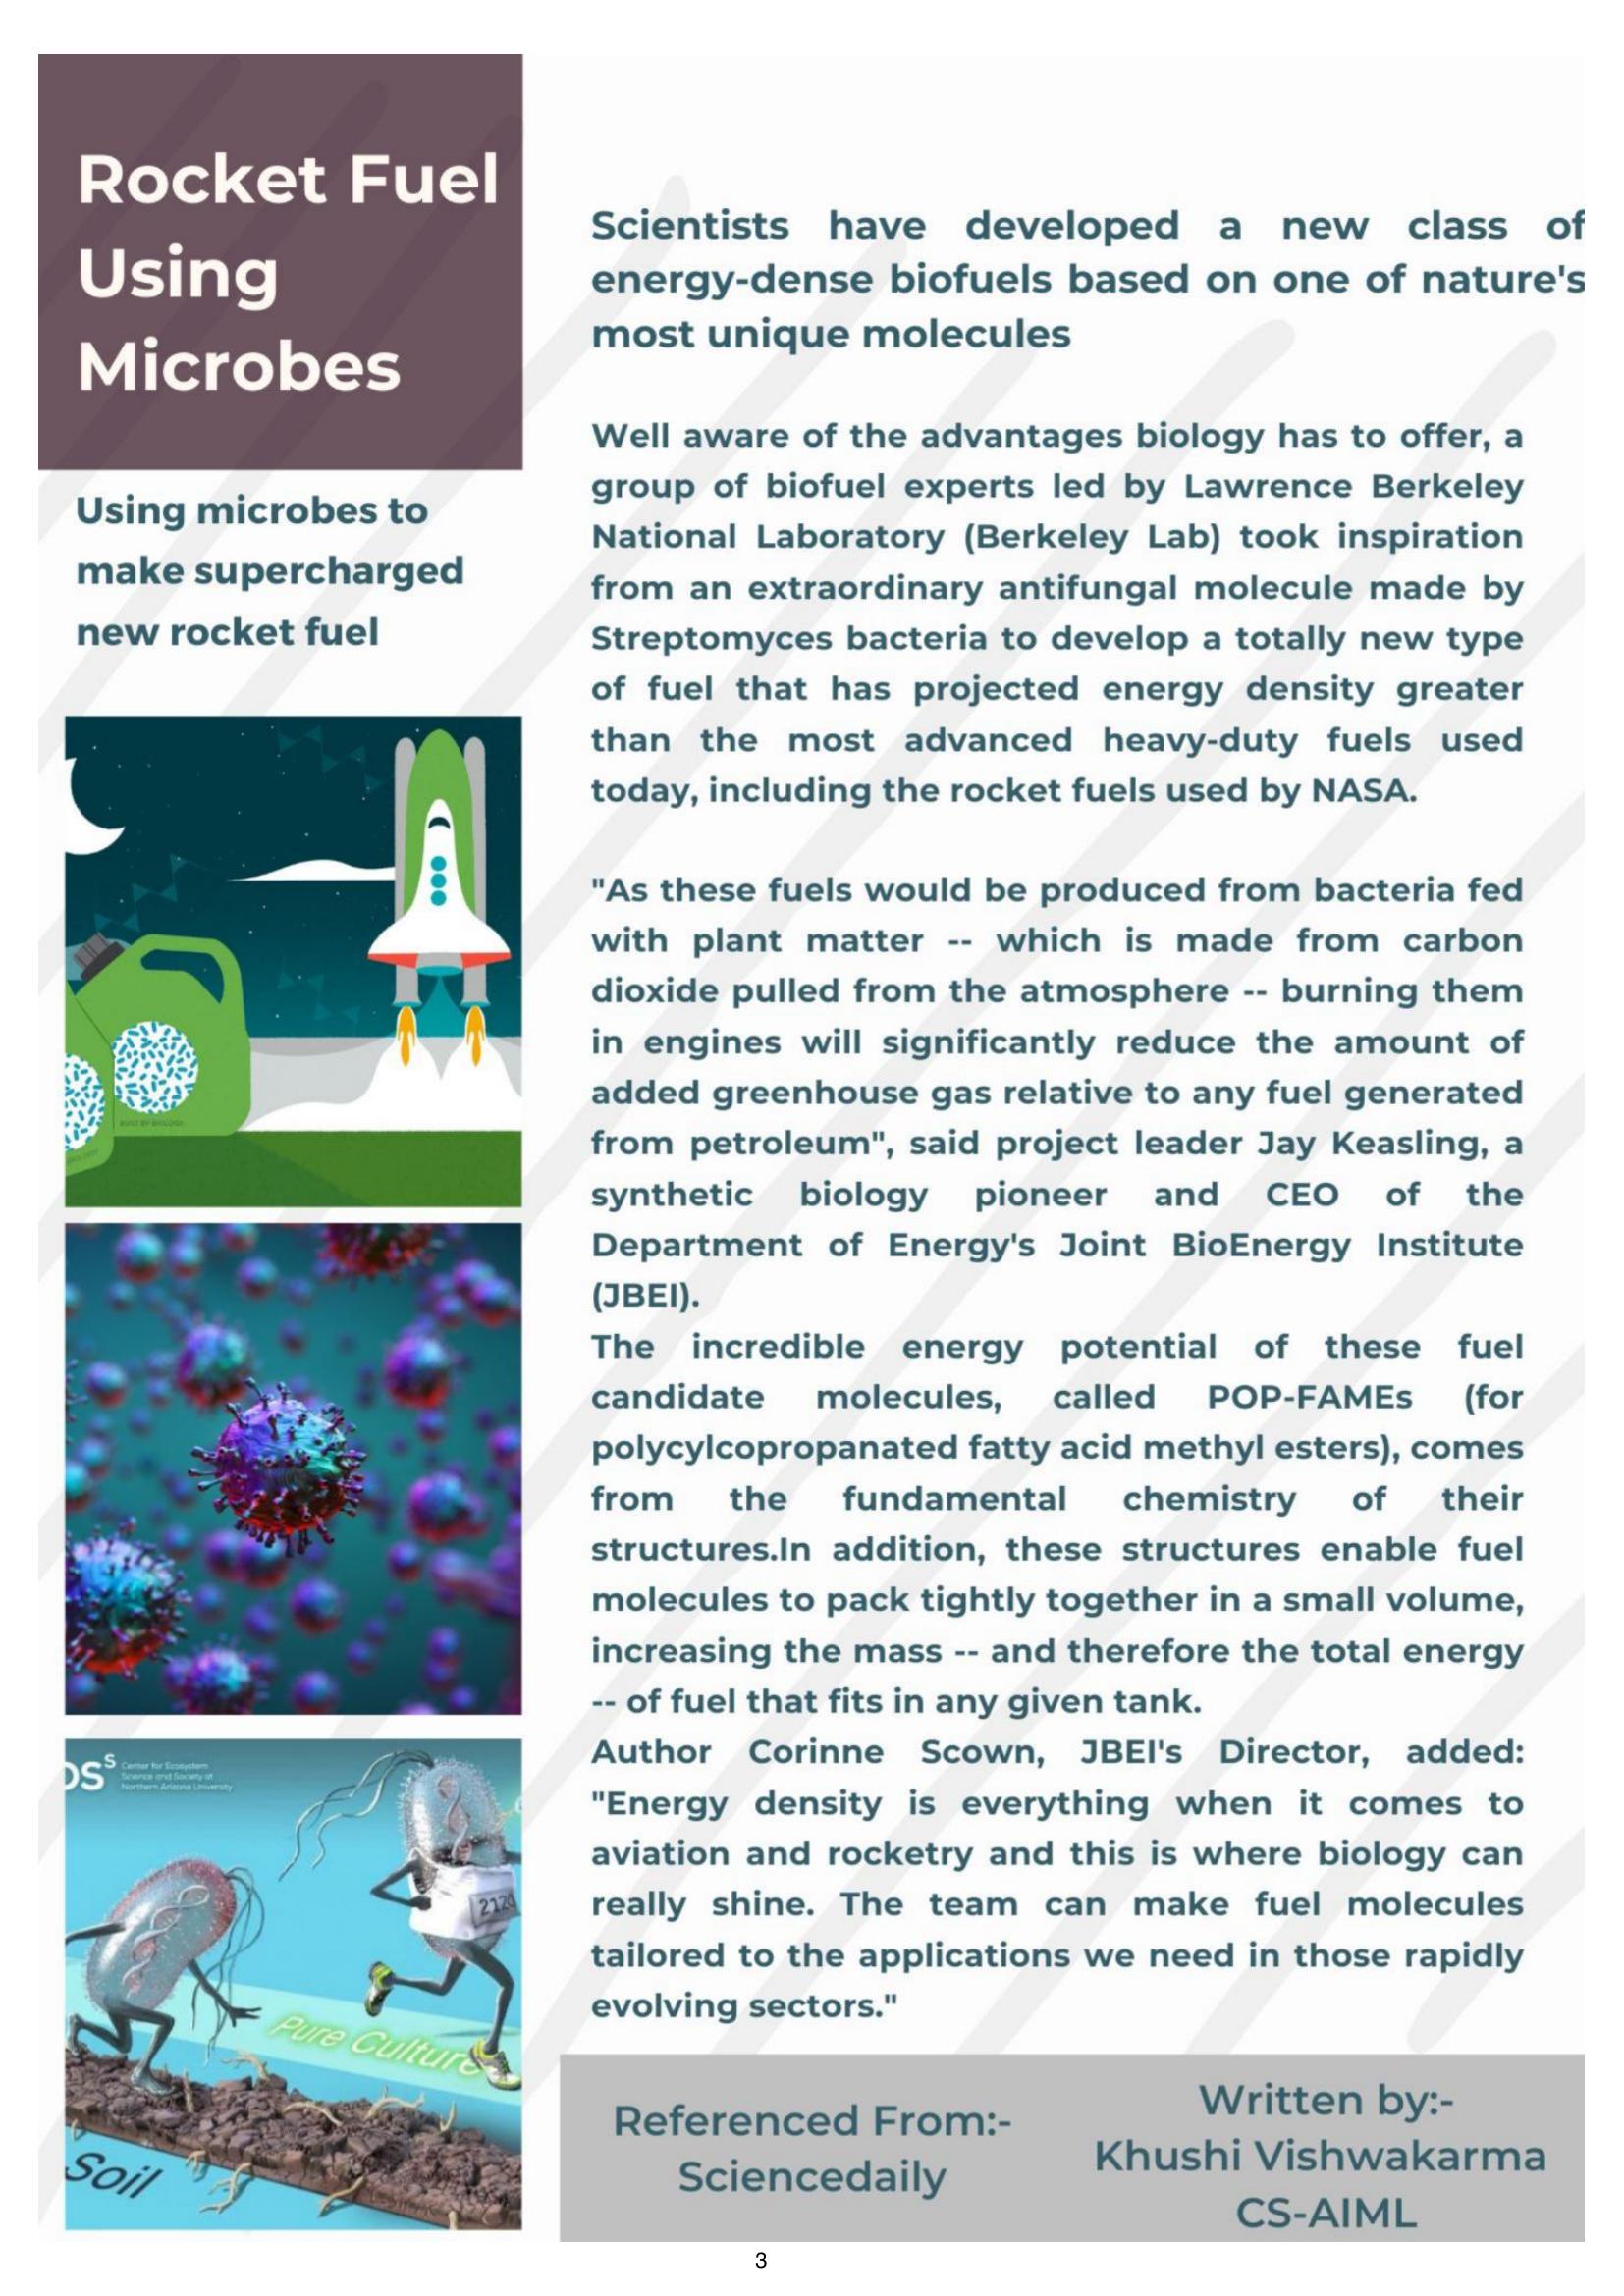 Rocket Fuel
Using
Microbes
Using microbes to
make supercharged
new rocket fuel
BUILT BY BIOLOGY
OS^S
Center for Ecosystem
Science and Society at
Northern Arizona University
2120
Pure Culture
Soil
Scientists have developed a new class of
energy-dense biofuels based on one of nature's
most unique molecules
Well aware of the advantages biology has to offer, a
group of biofuel experts led by Lawrence Berkeley
National Laboratory (Berkeley Lab) took inspiration
from an extraordinary antifungal molecule made by
Streptomyces bacteria to develop a totally new type
of fuel that has projected energy density greater
than the most advanced heavy-duty fuels used
today, including the rocket fuels used by NASA.
"As these fuels would be produced from bacteria fed
with plant matter -- which is made from carbon
dioxide pulled from the atmosphere -- burning them
in engines will significantly reduce the amount of
added greenhouse gas relative to any fuel generated
from petroleum", said project leader Jay Keasling, a
synthetic biology pioneer and CEO of the
Department of Energy's Joint BioEnergy Institute
(JBEI).
The incredible energy potential of these fuel
candidate molecules, called POP-FAMEs (for
polycylcopropanated fatty acid methyl esters), comes
from the fundamental chemistry of their
structures.In addition, these structures enable fuel
molecules to pack tightly together in a small volume,
increasing the mass -- and therefore the total energy
-- of fuel that fits in any given tank.
Author Corinne Scown, JBEI's Director, added:
"Energy density is everything when it comes to
aviation and rocketry and this is where biology can
really shine. The team can make fuel molecules
tailored to the applications we need in those rapidly
evolving sectors."
Referenced From:-
Sciencedaily
Written by:-
Khushi Vishwakarma
CS-AIML
3